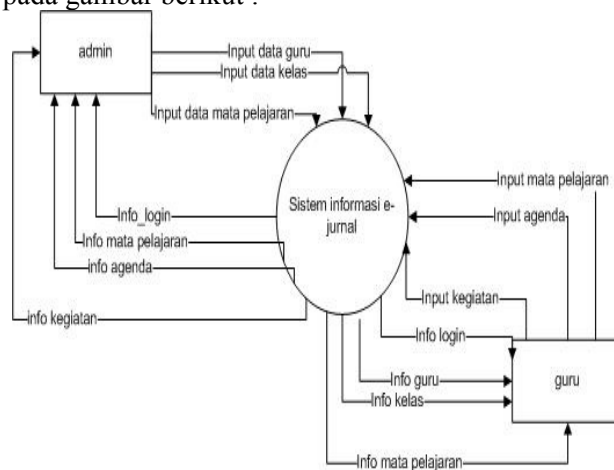 pada gambar berikut :
admin
Input data guru
Input data kelas
Input data mata pelajaran
Input mata pelajaran
Sistem informasi e-
jurnal
Input agenda
Info_login
Info mata pelajaran
info agenda
Input kegiatan
info kegiatan
Info login
Info guru
guru
Info kelas
Info mata pelajaran